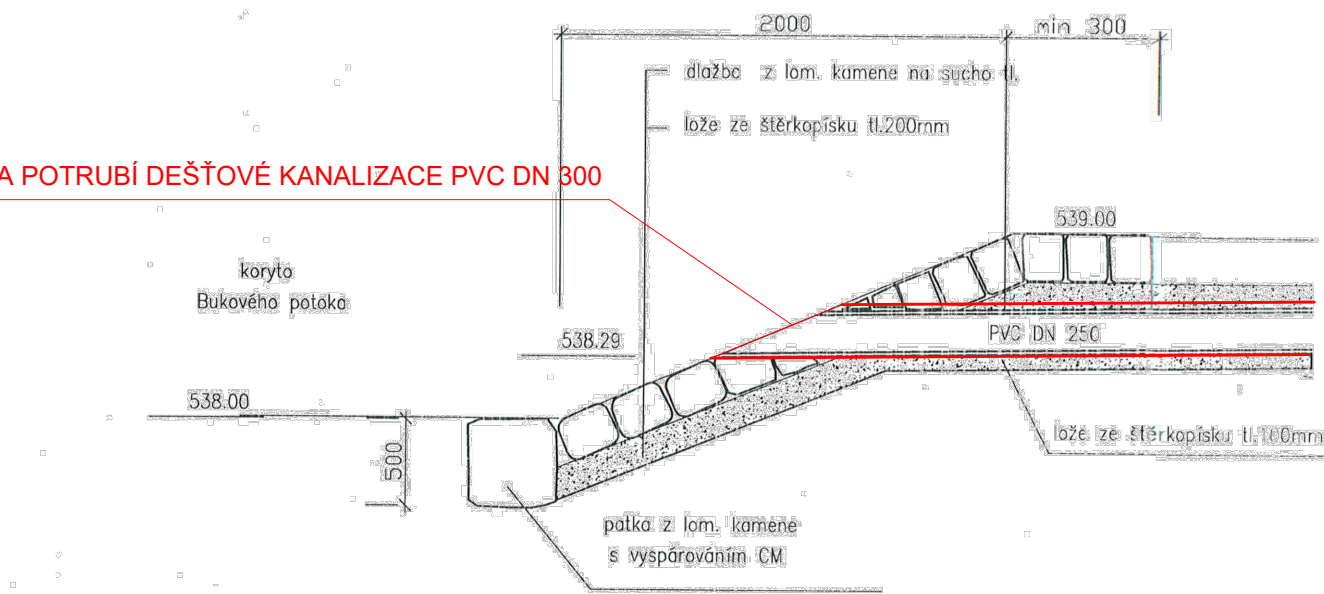 2000
min 300
dlažba z lom. kamene na sucho tl.
lože ze štěrkopísku tl.200mm
A POTRUBÍ DEŠŤOVÉ KANALIZACE PVC DN 300
539.00
koryto
Bukového potoka
PVC DN 250
538.29
538.00
500
lože ze štěrkopísku tl.100mm
patka z lom. kamene
s vyspárováním CM